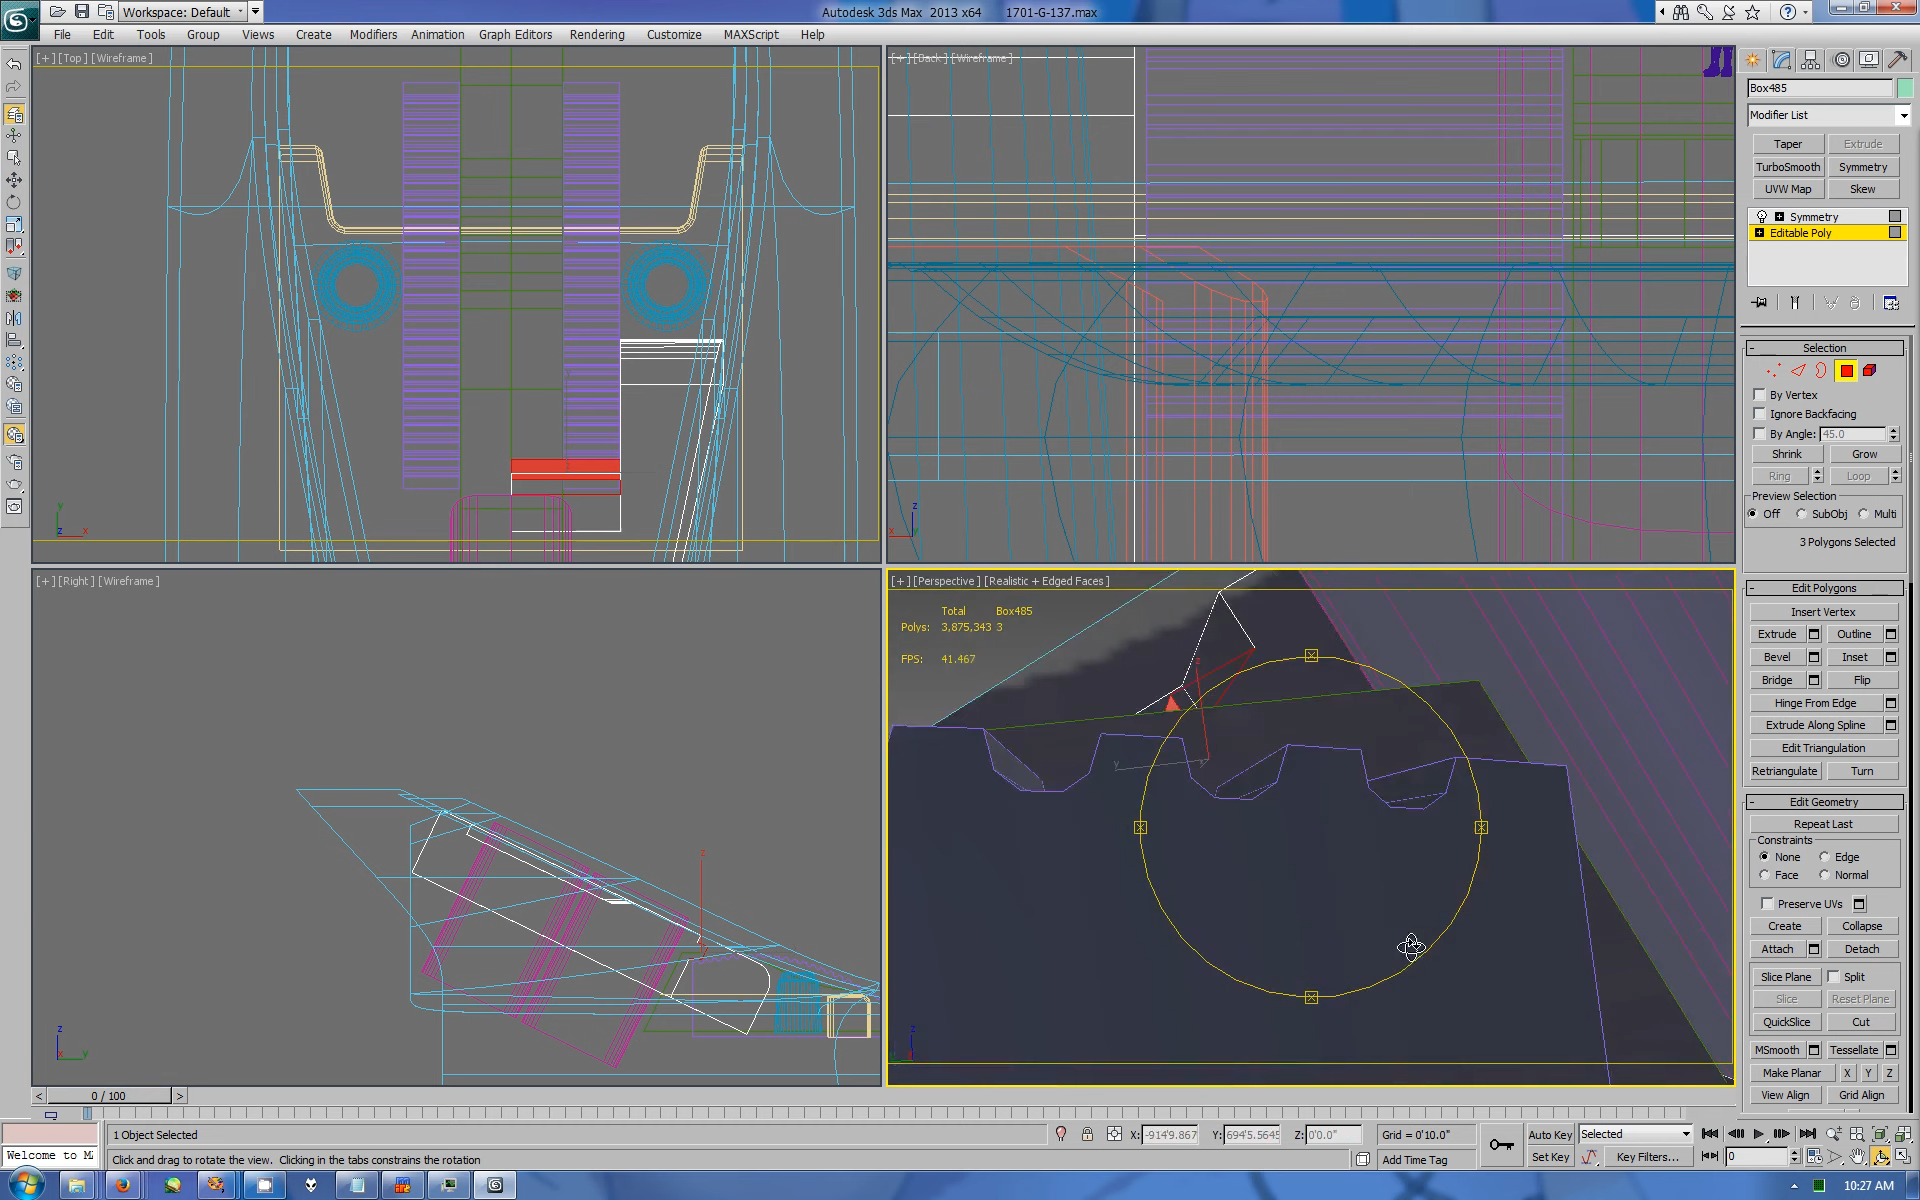 Workspace: Default
Autodesk 3ds Max 2013 x64 1701-G-137.max
File Edit Tools Group Views Create Modifiers Animation Graph Editors Rendering Customize MAXScript Help
[+] [Top] [Wireframe]
[+] [Back] [Wireframe]
Box485
Modifier List
Taper Extrude
TurboSmooth Symmetry
UVW Map Skew
Symmetry
Editable Poly
Selection
By Vertex
Ignore Backfacing
By Angle: 45.0
Shrink Grow
Ring Loop
Preview Selection
Off SubObj Multi
3 Polygons Selected
[+] [Right] [Wireframe]
[+] [Perspective] [Realistic + Edged Faces]
Total Box485
Polys: 3,875,343 3
FPS: 41.467
Edit Polygons
Insert Vertex
Extrude Outline
Bevel Inset
Bridge Flip
Hinge From Edge
Extrude Along Spline
Edit Triangulation
Retriangulate Turn
Edit Geometry
Repeat Last
Constraints
None Edge
Face Normal
Preserve UVs
Create Collapse
Attach Detach
Slice Plane Split
Slice Reset Plane
QuickSlice Cut
MSmooth Tessellate
Make Planar X Y Z
View Align Grid Align
< 0 / 100 >
1 Object Selected
X: -914'9.867 Y: 694'5.5645 Z: 0'0.0"
Grid = 0'10.0"
Auto Key Selected
Welcome to M
Click and drag to rotate the view. Clicking in the tabs constrains the rotation
Add Time Tag
Set Key Key Filters... 0
10:27 AM